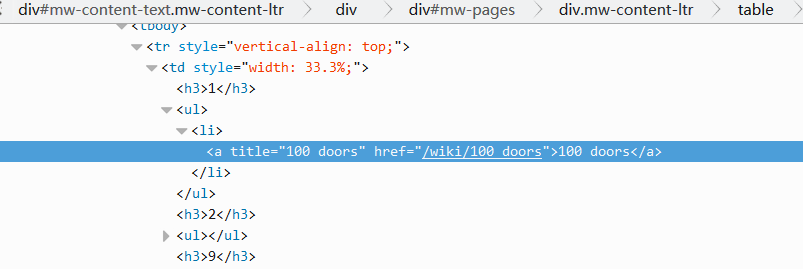 div#mw-content-text.mw-content-ltr > div > div#mw-pages > div.mw-content-ltr > table
<tbody>
<tr style="vertical-align: top;">
<td style="width: 33.3%;">
<h3>1</h3>
<ul>
<li>
<a title="100 doors" href="/wiki/100_doors">100 doors</a>
</li>
</ul>
<h3>2</h3>
<ul></ul>
<h3>9</h3>